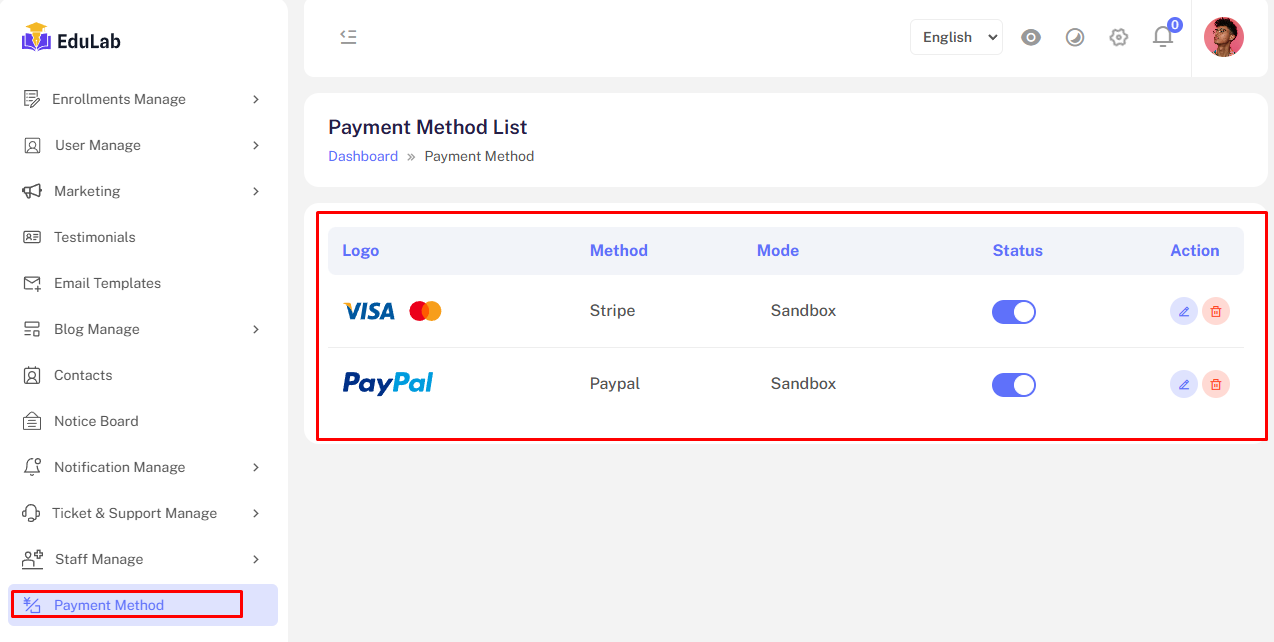 EduLab
Enrollments Manage
User Manage
Marketing
Testimonials
Email Templates
Blog Manage
Contacts
Notice Board
Notification Manage
Ticket & Support Manage
Staff Manage
Payment Method
English
0
Payment Method List
Dashboard » Payment Method
Logo Method Mode Status Action
VISA Stripe Sandbox
PayPal Paypal Sandbox